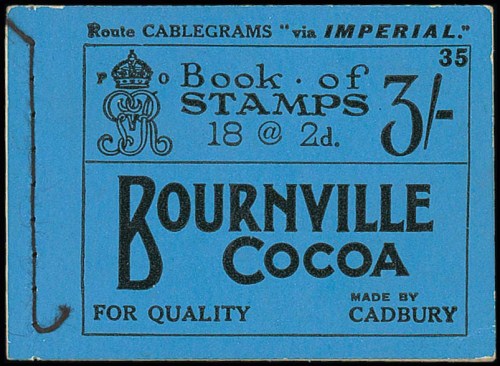 Route CABLEGRAMS "via IMPERIAL."
35
P O
Book · of
STAMPS
18 @ 2d.
3/-
BOURNVILLE
COCOA
FOR QUALITY
MADE BY
CADBURY